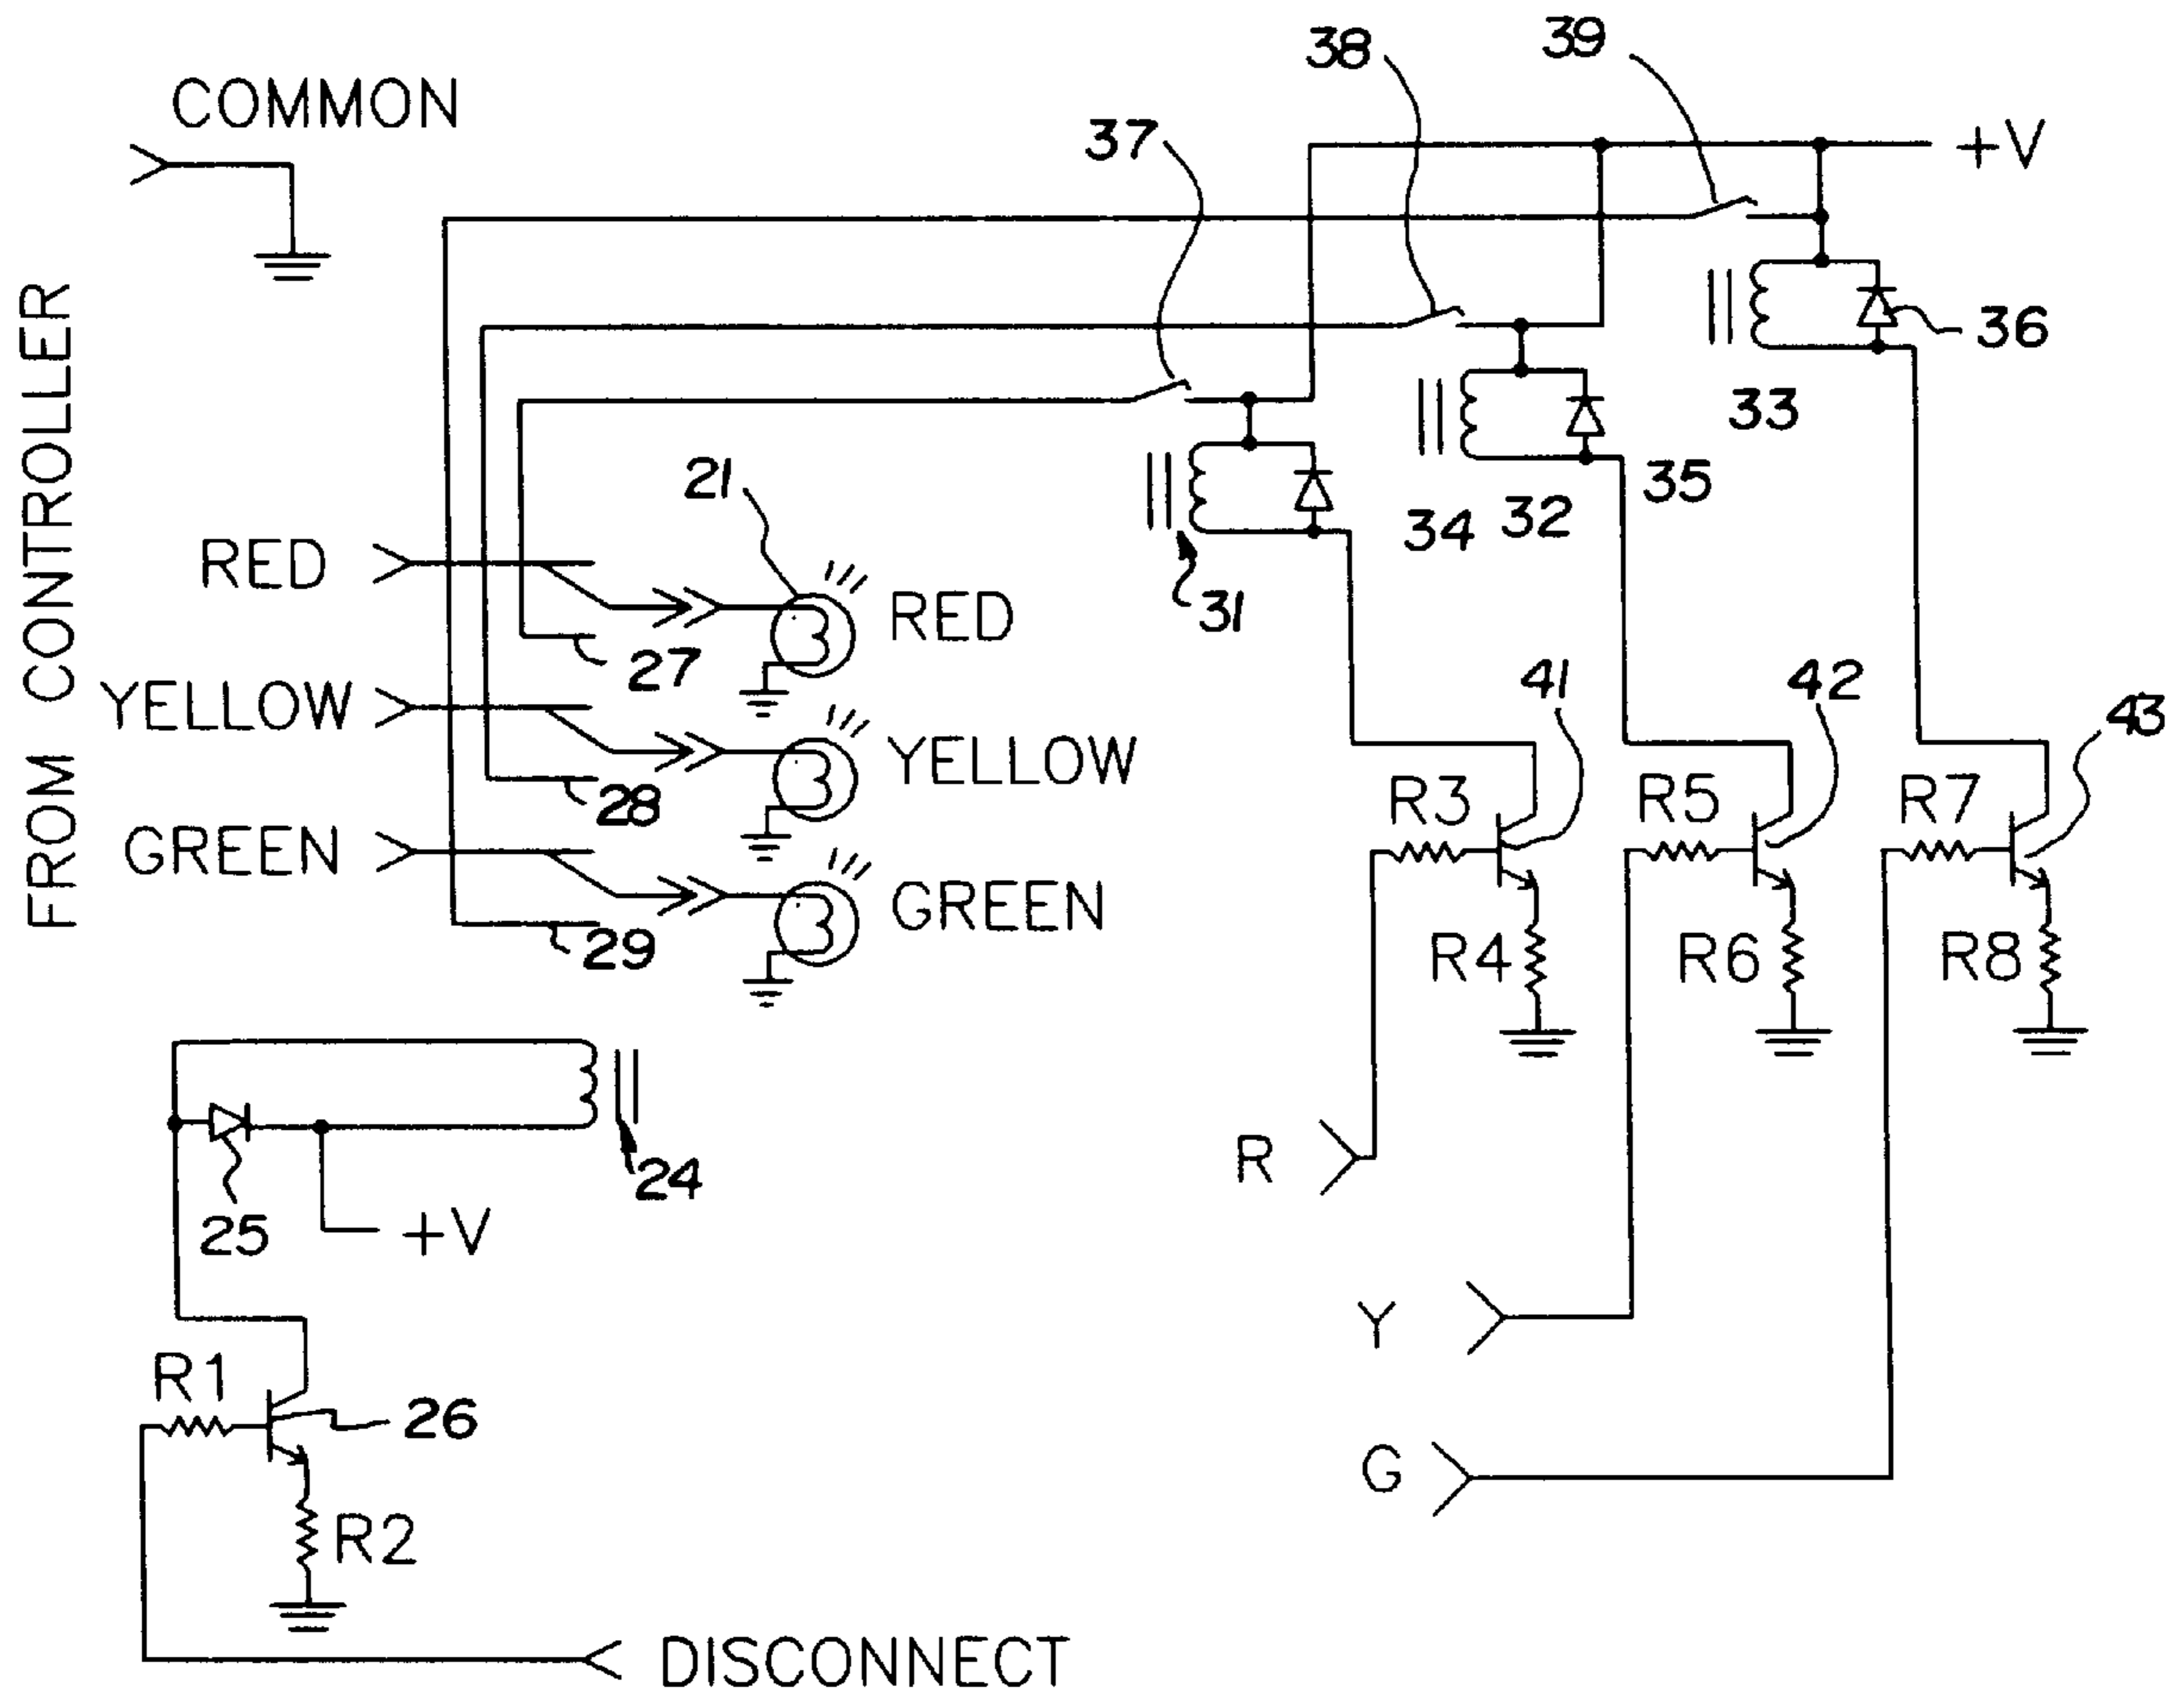 38
39
COMMON
37
+V
36
33
FROM CONTROLLER
21
35
34
32
RED
RED
31
27
41
42
43
YELLOW
YELLOW
28
R3
R5
R7
GREEN
GREEN
29
R4
R6
R8
R
24
25
+V
Y
R1
26
G
R2
DISCONNECT